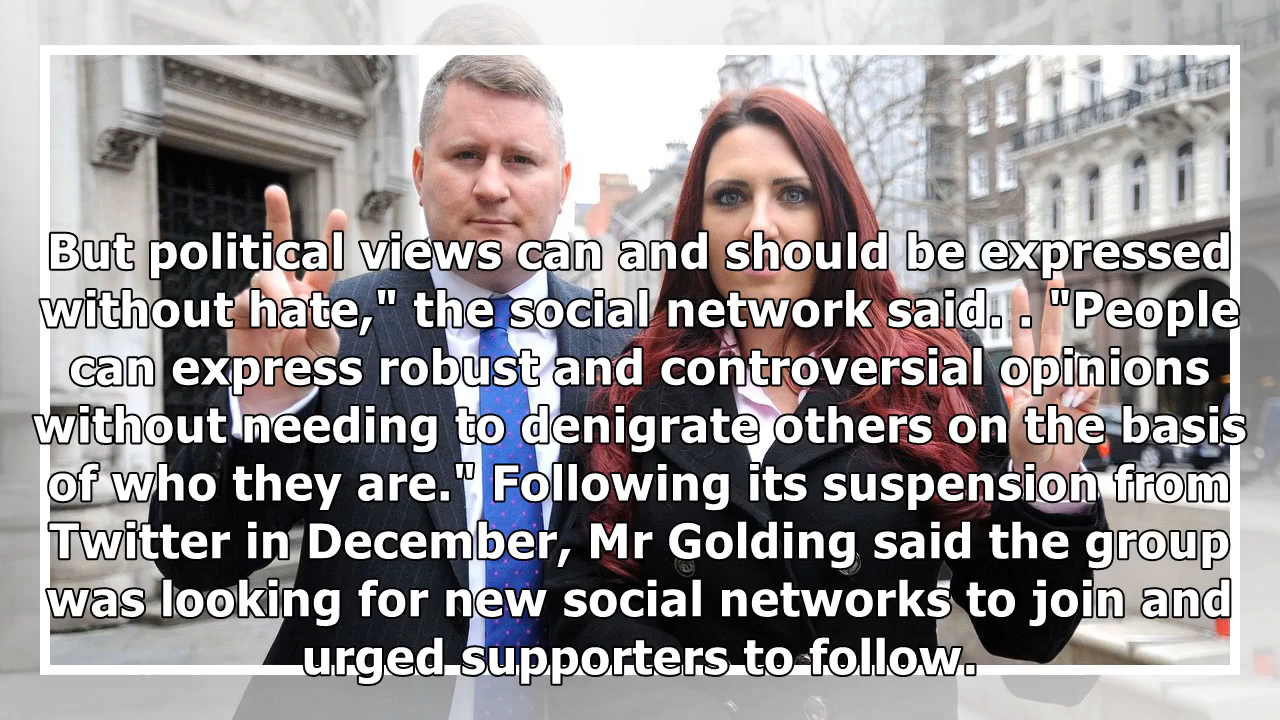 But political views can and should be expressed
without hate," the social network said. . "People
can express robust and controversial opinions
without needing to denigrate others on the basis
of who they are." Following its suspension from
Twitter in December, Mr Golding said the group
was looking for new social networks to join and
urged supporters to follow.